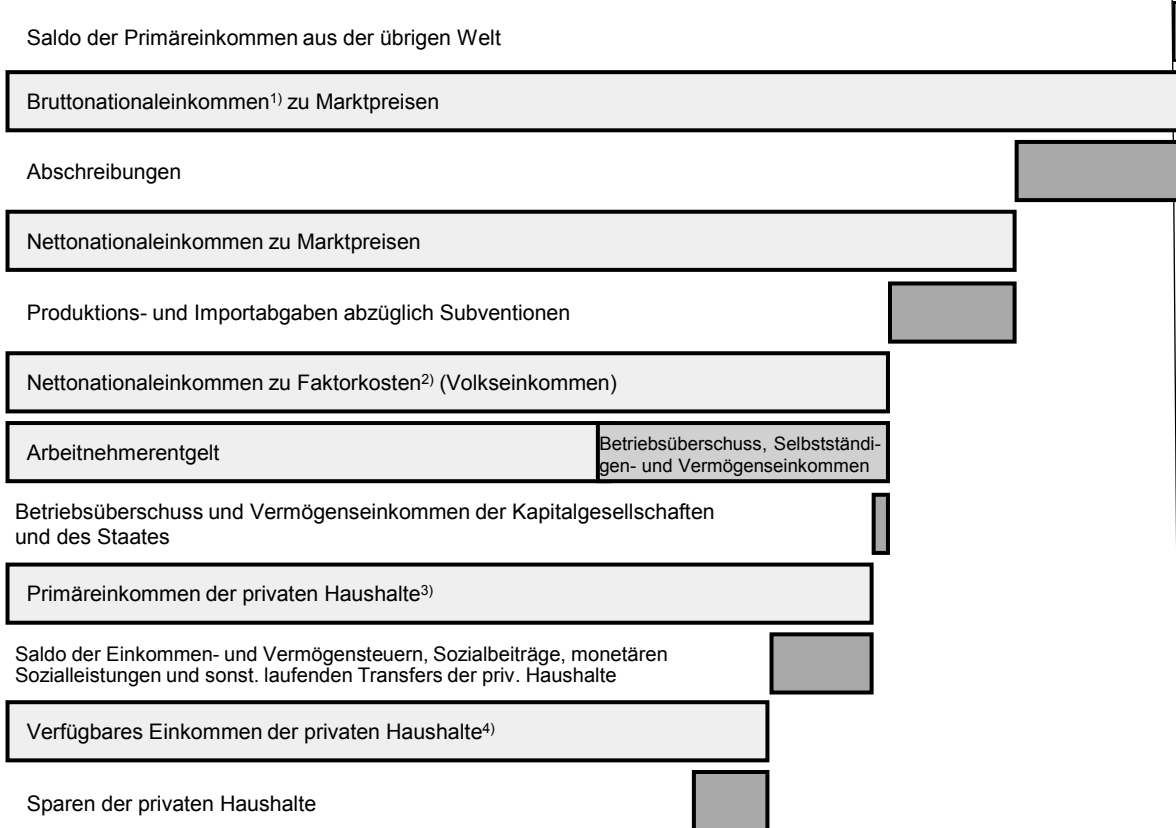 Saldo der Primäreinkommen aus der übrigen Welt
Bruttonationaleinkommen1) zu Marktpreisen
Abschreibungen
Nettonationaleinkommen zu Marktpreisen
Produktions- und Importabgaben abzüglich Subventionen
Nettonationaleinkommen zu Faktorkosten2) (Volkseinkommen)
Arbeitnehmerentgelt
Betriebsüberschuss, Selbstständi-
gen- und Vermögenseinkommen
Betriebsüberschuss und Vermögenseinkommen der Kapitalgesellschaften
und des Staates
Primäreinkommen der privaten Haushalte3)
Saldo der Einkommen- und Vermögensteuern, Sozialbeiträge, monetären
Sozialleistungen und sonst. laufenden Transfers der priv. Haushalte
Verfügbares Einkommen der privaten Haushalte4)
Sparen der privaten Haushalte